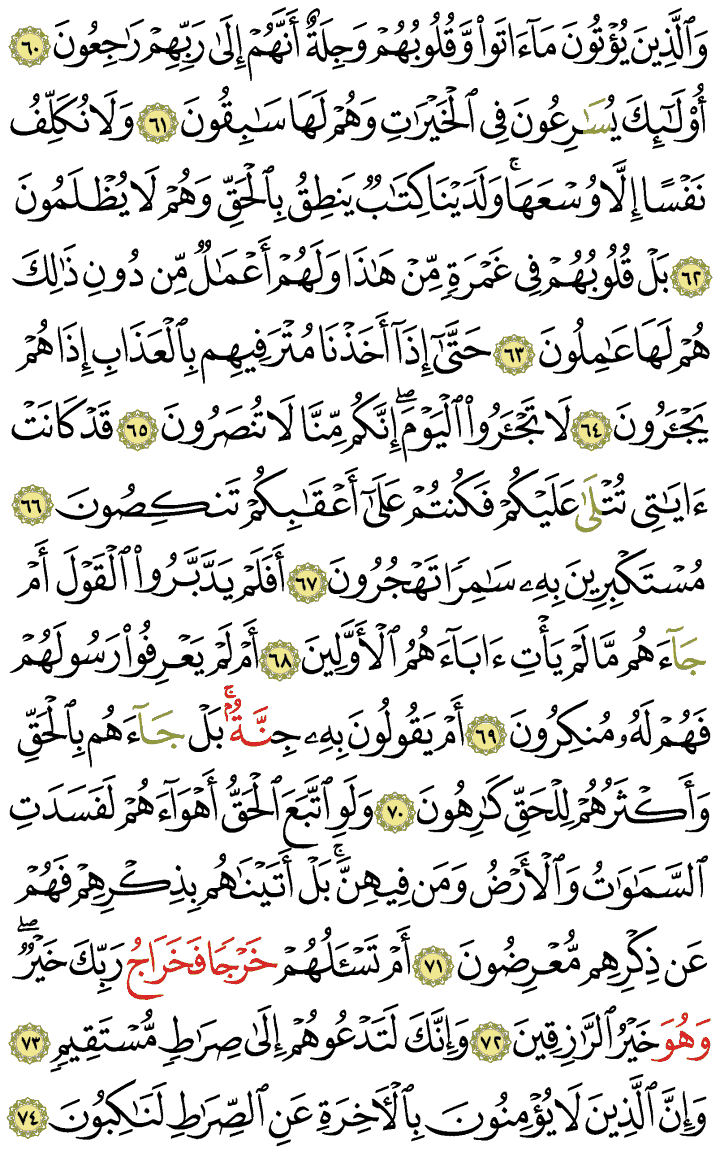 وَٱلَّذِينَ يُؤْتُونَ مَآ ءَاتَوا۟ وَّقُلُوبُهُمْ وَجِلَةٌ أَنَّهُمْ إِلَىٰ رَبِّهِمْ رَٰجِعُونَ ٦٠
أُو۟لَـٰٓئِكَ يُسَـٰرِعُونَ فِى ٱلْخَيْرَٰتِ وَهُمْ لَهَا سَـٰبِقُونَ ٦١ وَلَا نُكَلِّفُ
نَفْسًا إِلَّا وُسْعَهَا ۚ وَلَدَيْنَا كِتَـٰبٌ يَنطِقُ بِٱلْحَقِّ وَهُمْ لَا يُظْلَمُونَ
٦٢ بَلْ قُلُوبُهُمْ فِى غَمْرَةٍ مِّنْ هَـٰذَا وَلَهُمْ أَعْمَـٰلٌ مِّن دُونِ ذَٰلِكَ
هُمْ لَهَا عَـٰمِلُونَ ٦٣ حَتَّىٰٓ إِذَآ أَخَذْنَا مُتْرَفِيهِم بِٱلْعَذَابِ إِذَا هُمْ
يَجْـَٔرُونَ ٦٤ لَا تَجْـَٔرُوا۟ ٱلْيَوْمَ ۖ إِنَّكُم مِّنَّا لَا تُنصَرُونَ ٦٥ قَدْ كَانَتْ
ءَايَـٰتِى تُتْلَىٰ عَلَيْكُمْ فَكُنتُمْ عَلَىٰٓ أَعْقَـٰبِكُمْ تَنكِصُونَ ٦٦
مُسْتَكْبِرِينَ بِهِۦ سَـٰمِرًا تَهْجُرُونَ ٦٧ أَفَلَمْ يَدَّبَّرُوا۟ ٱلْقَوْلَ أَمْ
جَآءَهُم مَّا لَمْ يَأْتِ ءَابَآءَهُمُ ٱلْأَوَّلِينَ ٦٨ أَمْ لَمْ يَعْرِفُوا۟ رَسُولَهُمْ
فَهُمْ لَهُۥ مُنكِرُونَ ٦٩ أَمْ يَقُولُونَ بِهِۦ جِنَّةٌۢ ۚ بَلْ جَآءَهُم بِٱلْحَقِّ
وَأَكْثَرُهُمْ لِلْحَقِّ كَـٰرِهُونَ ٧٠ وَلَوِ ٱتَّبَعَ ٱلْحَقُّ أَهْوَآءَهُمْ لَفَسَدَتِ
ٱلسَّمَـٰوَٰتُ وَٱلْأَرْضُ وَمَن فِيهِنَّ ۚ بَلْ أَتَيْنَـٰهُم بِذِكْرِهِمْ فَهُمْ
عَن ذِكْرِهِم مُّعْرِضُونَ ٧١ أَمْ تَسْـَٔلُهُمْ خَرْجًا فَخَرَاجُ رَبِّكَ خَيْرٌ ۖ
وَهُوَ خَيْرُ ٱلرَّٰزِقِينَ ٧٢ وَإِنَّكَ لَتَدْعُوهُمْ إِلَىٰ صِرَٰطٍ مُّسْتَقِيمٍ ٧٣
وَإِنَّ ٱلَّذِينَ لَا يُؤْمِنُونَ بِٱلْـَٔاخِرَةِ عَنِ ٱلصِّرَٰطِ لَنَـٰكِبُونَ ٧٤